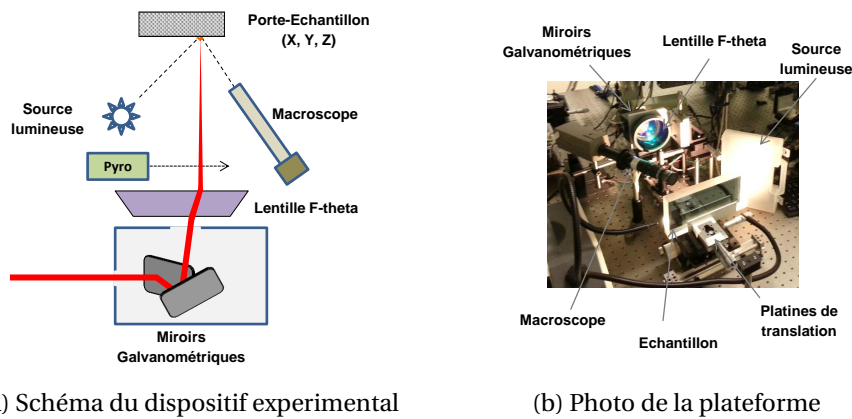 Porte-Echantillon
(X, Y, Z)
Source
lumineuse
Macroscope
Pyro
Lentille F-theta
Miroirs
Galvanométriques
) Schéma du dispositif experimental
Miroirs
Galvanométriques
Lentille F-theta
Source
lumineuse
Macroscope
Echantillon
Platines de
translation
(b) Photo de la plateforme